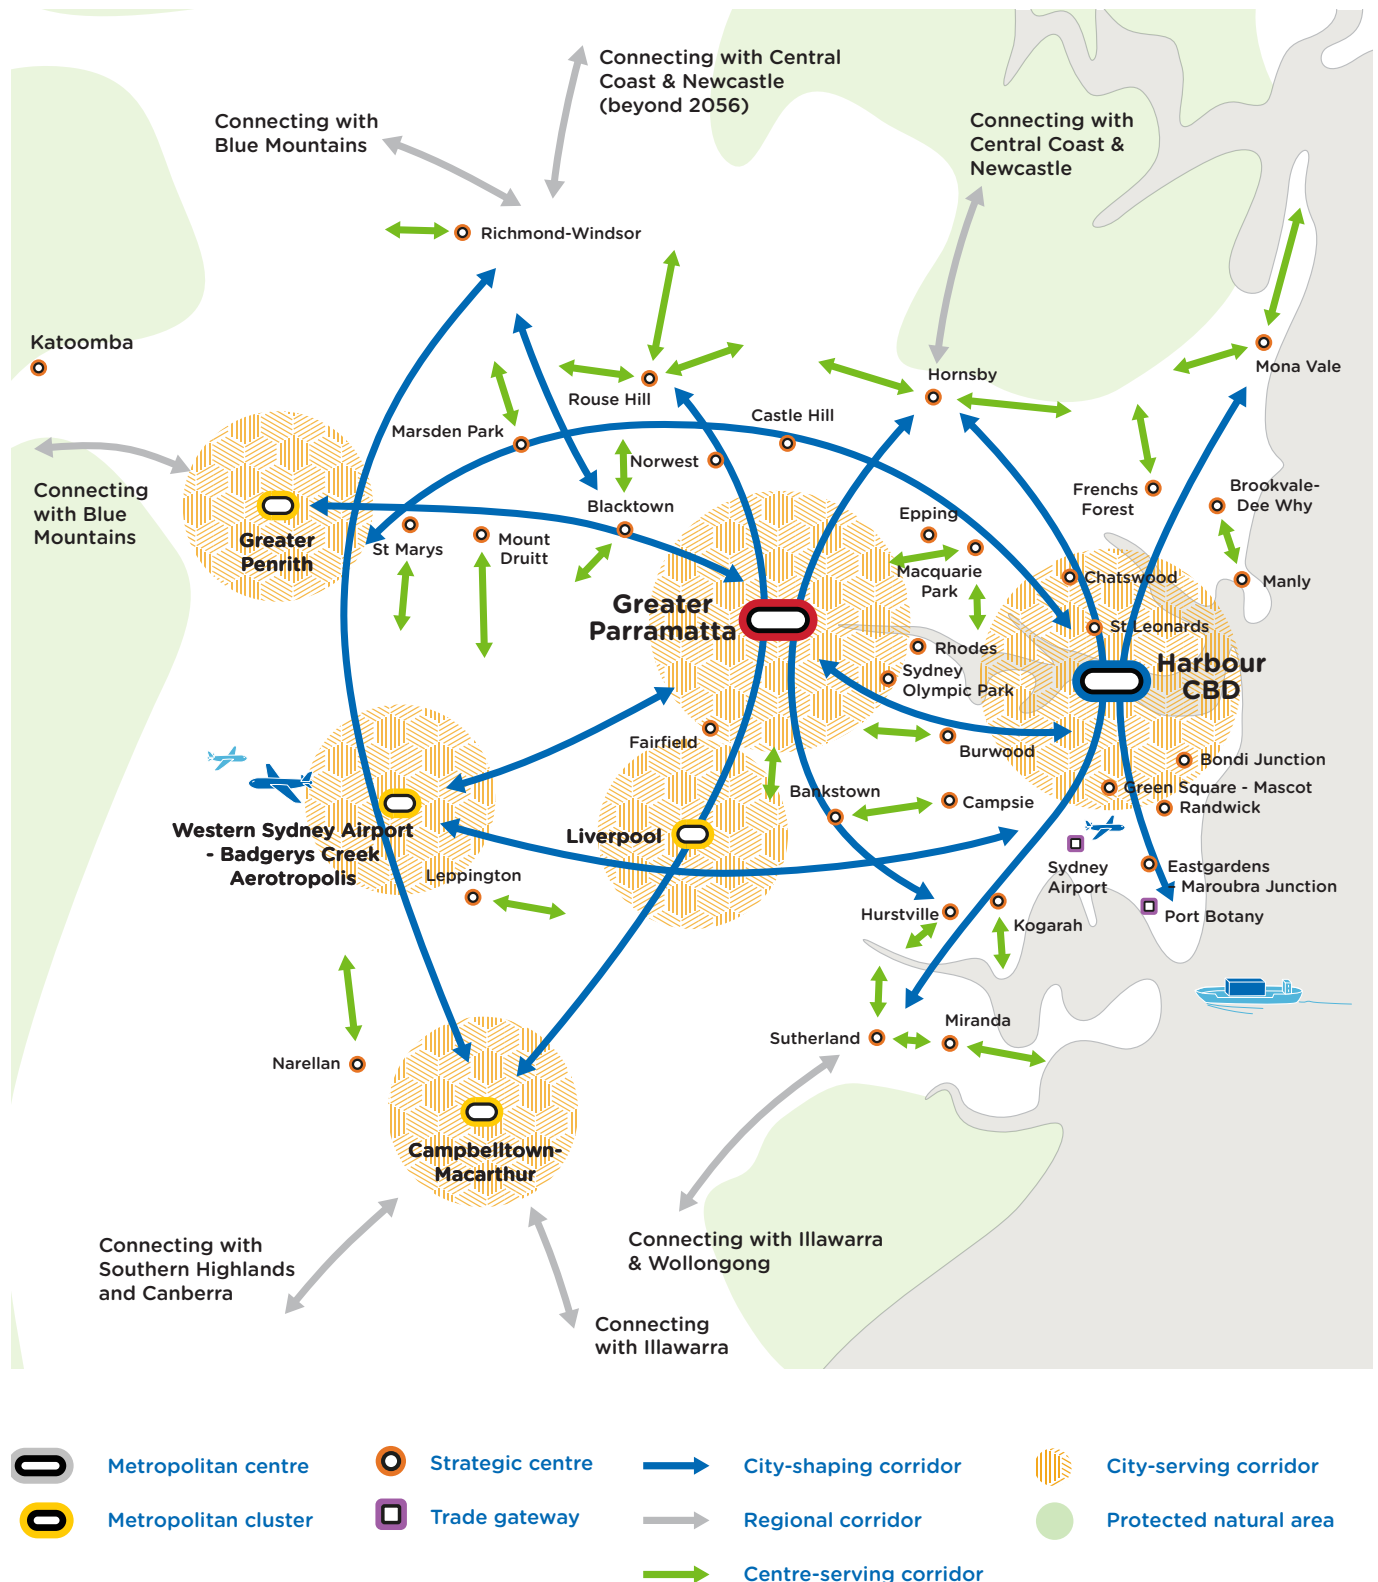 Connecting with Central
Coast & Newcastle
(beyond 2056)
Connecting with
Blue Mountains
Connecting with
Central Coast &
Newcastle
Richmond-Windsor
Katoomba
Mona Vale
Hornsby
Rouse Hill
Castle Hill
Marsden Park
Norwest
Connecting
with Blue
Mountains
Greater
Penrith
St Marys
Mount
Druitt
Blacktown
Epping
Macquarie
Park
Frenchs
Forest
Brookvale-
Dee Why
Manly
Chatswood
St Leonards
Greater
Parramatta
Rhodes
Sydney
Olympic Park
Harbour
CBD
Fairfield
Burwood
Bondi Junction
Green Square - Mascot
Randwick
Bankstown
Campsie
Western Sydney Airport
- Badgerys Creek
Aerotropolis
Liverpool
Leppington
Sydney
Airport
Eastgardens
- Maroubra Junction
Port Botany
Hurstville
Kogarah
Narellan
Sutherland
Miranda
Campbelltown-
Macarthur
Connecting with
Southern Highlands
and Canberra
Connecting with Illawarra
& Wollongong
Connecting
with Illawarra
Metropolitan centre
Strategic centre
City-shaping corridor
City-serving corridor
Metropolitan cluster
Trade gateway
Regional corridor
Protected natural area
Centre-serving corridor